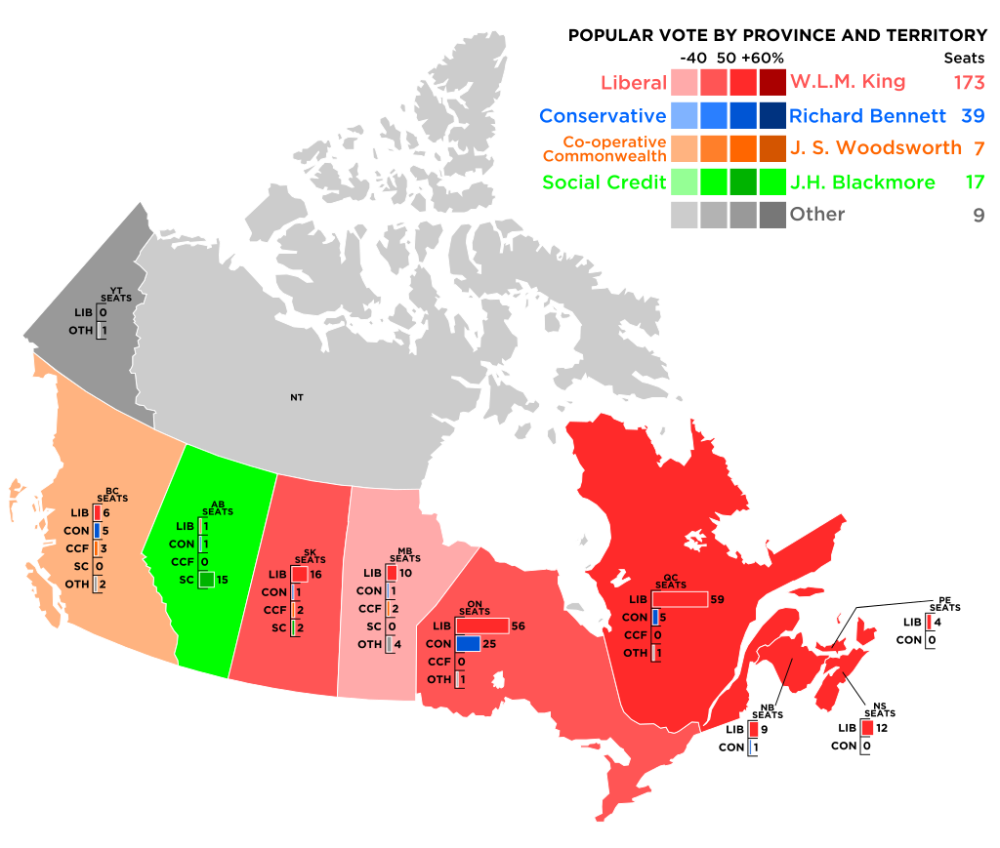 POPULAR VOTE BY PROVINCE AND TERRITORY
-40 50 +60% Seats
Liberal W.L.M. King 173
Conservative Richard Bennett 39
Co-operative
Commonwealth J. S. Woodsworth 7
Social Credit J.H. Blackmore 17
Other 9
YT
SEATS
LIB 0
OTH 1
NT
BC
SEATS
LIB 6
CON 5
CCF 3
SC 0
OTH 2
AB
SEATS
LIB 1
CON 1
CCF 0
SC 15
SK
SEATS
LIB 16
CON 1
CCF 2
SC 2
MB
SEATS
LIB 10
CON 1
CCF 2
SC 0
OTH 4
ON
SEATS
LIB 56
CON 25
CCF 0
OTH 1
QC
SEATS
LIB 59
CON 5
CCF 0
OTH 1
PE
SEATS
LIB 4
CON 0
NB
SEATS
LIB 9
CON 1
NS
SEATS
LIB 12
CON 0